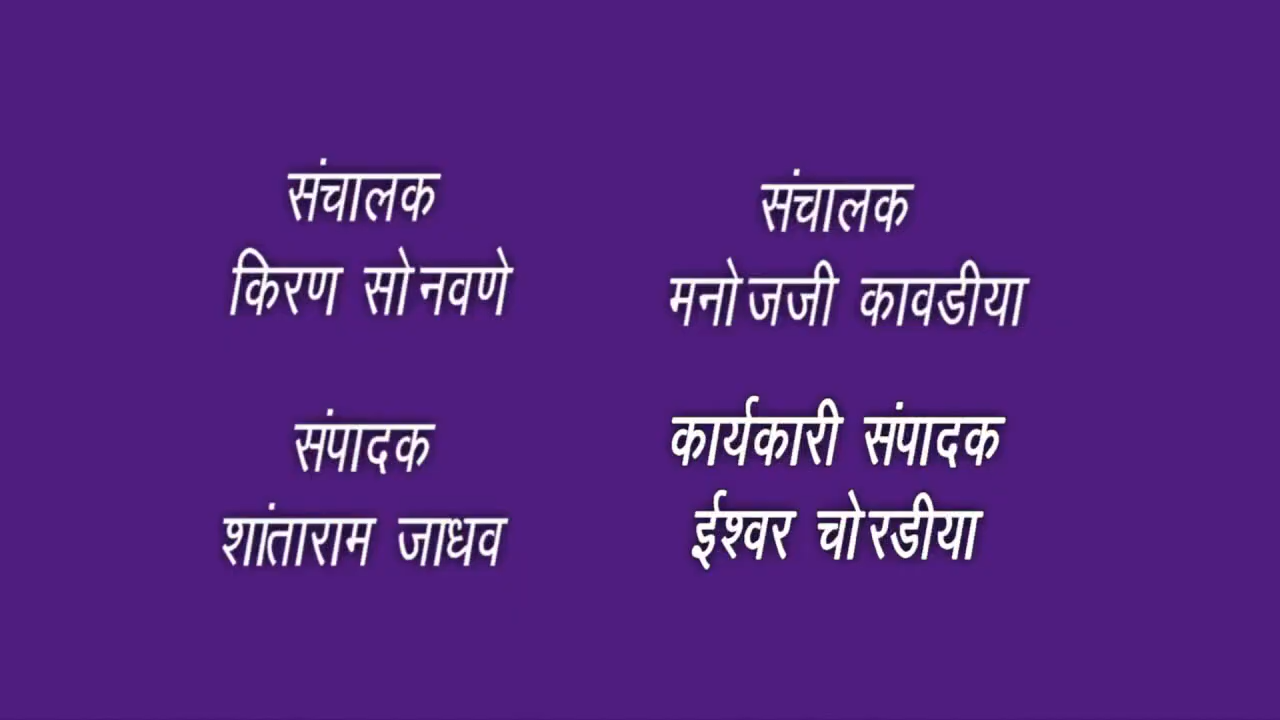 संचालक
किरण सोनवणे
संचालक
मनोजजी कावडीया
संपादक
शांताराम जाधव
कार्यकारी संपादक
ईश्वर चोरडीया